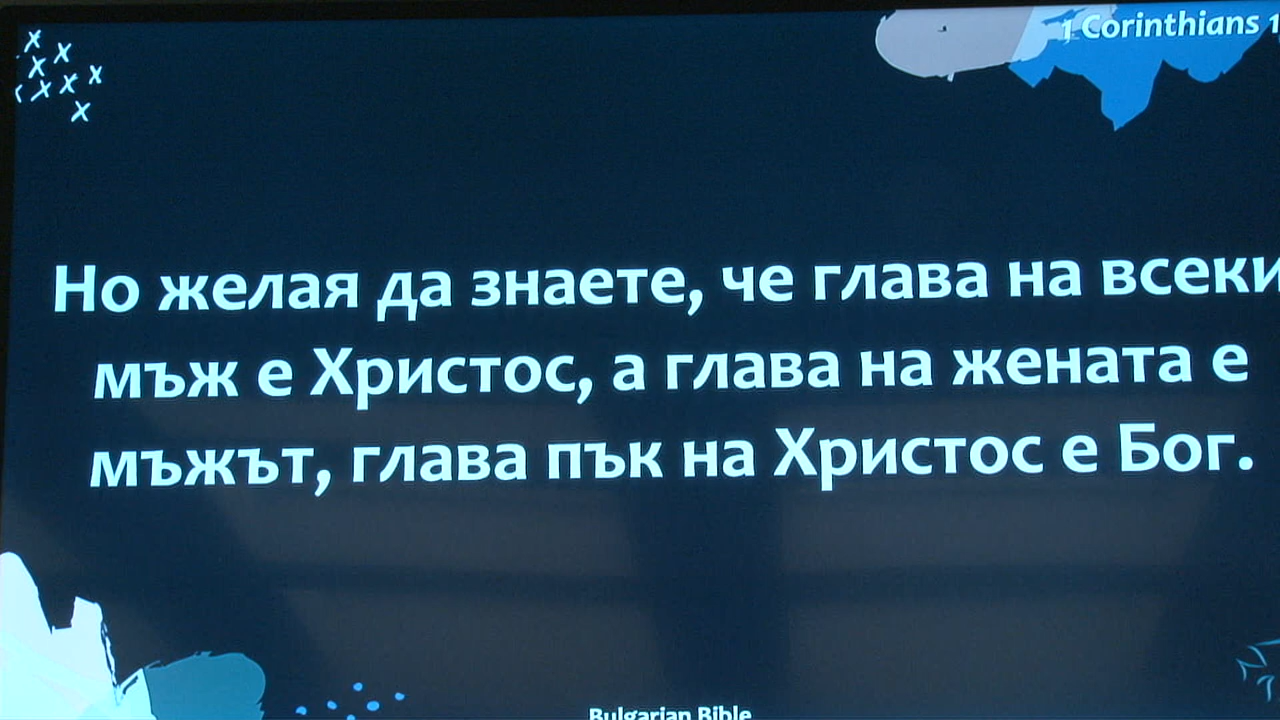 1 Corinthians 1
Но желая да знаете, че глава на всеки
мъж е Христос, а глава на жената е
мъжът, глава пък на Христос е Бог.
Bulgarian Bible